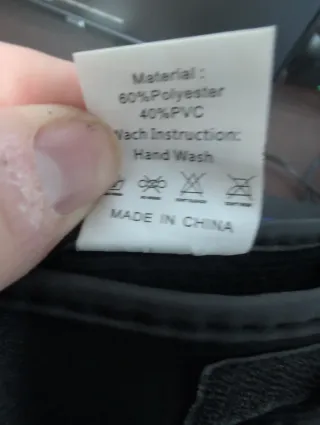 Material :
60%Polyester
40%PVC
Wach Instruction:
Hand Wash
MADE IN CHINA